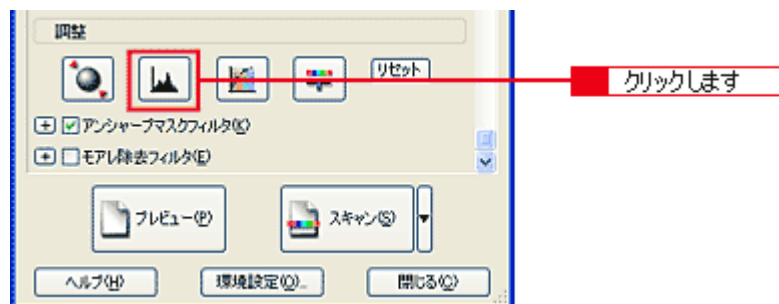 調整
リセット
クリックします
アンシャープマスクフィルタ(K)
モアレ除去フィルタ(E)
プレビュー(P)
スキャン(S)
ヘルプ(H)
環境設定(O)...
閉じる(C)